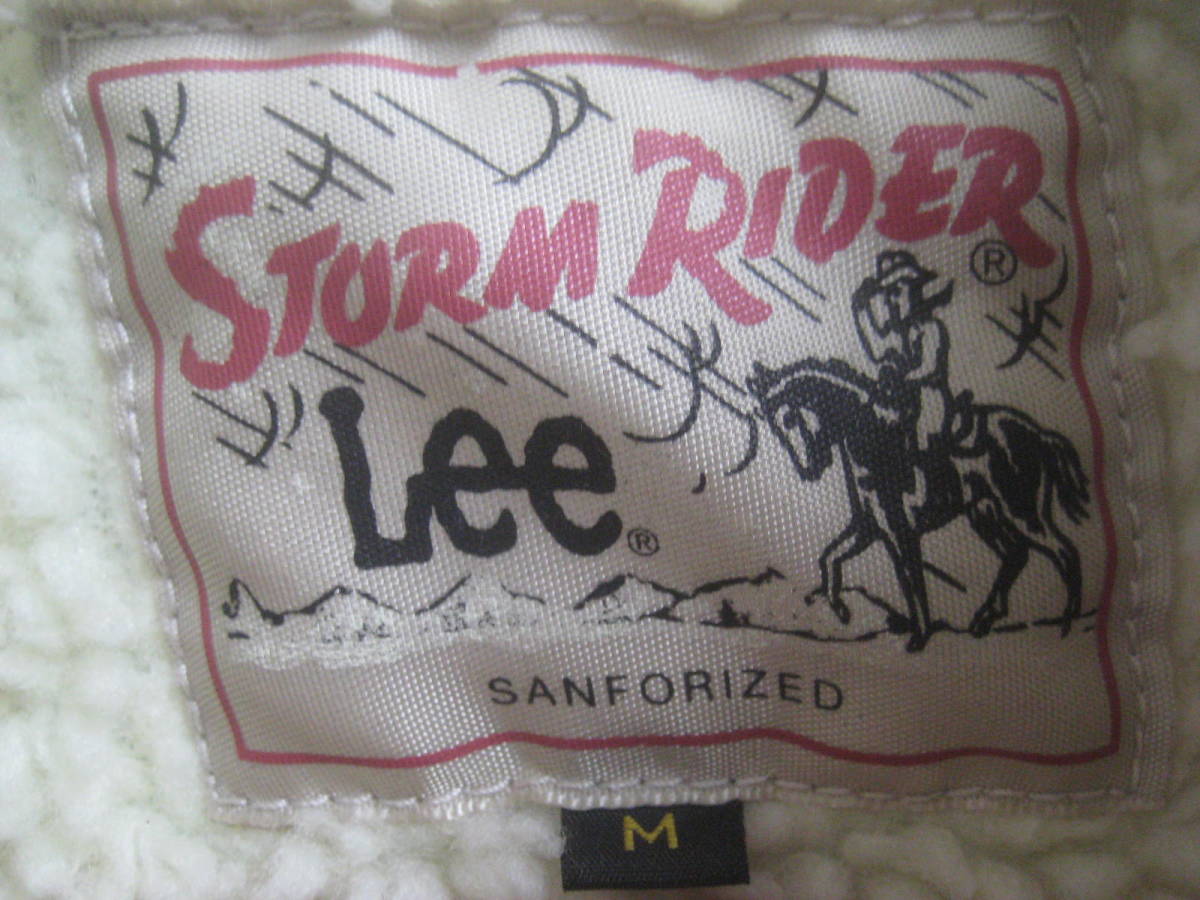 STORM RIDER ®
Lee ®
SANFORIZED
M